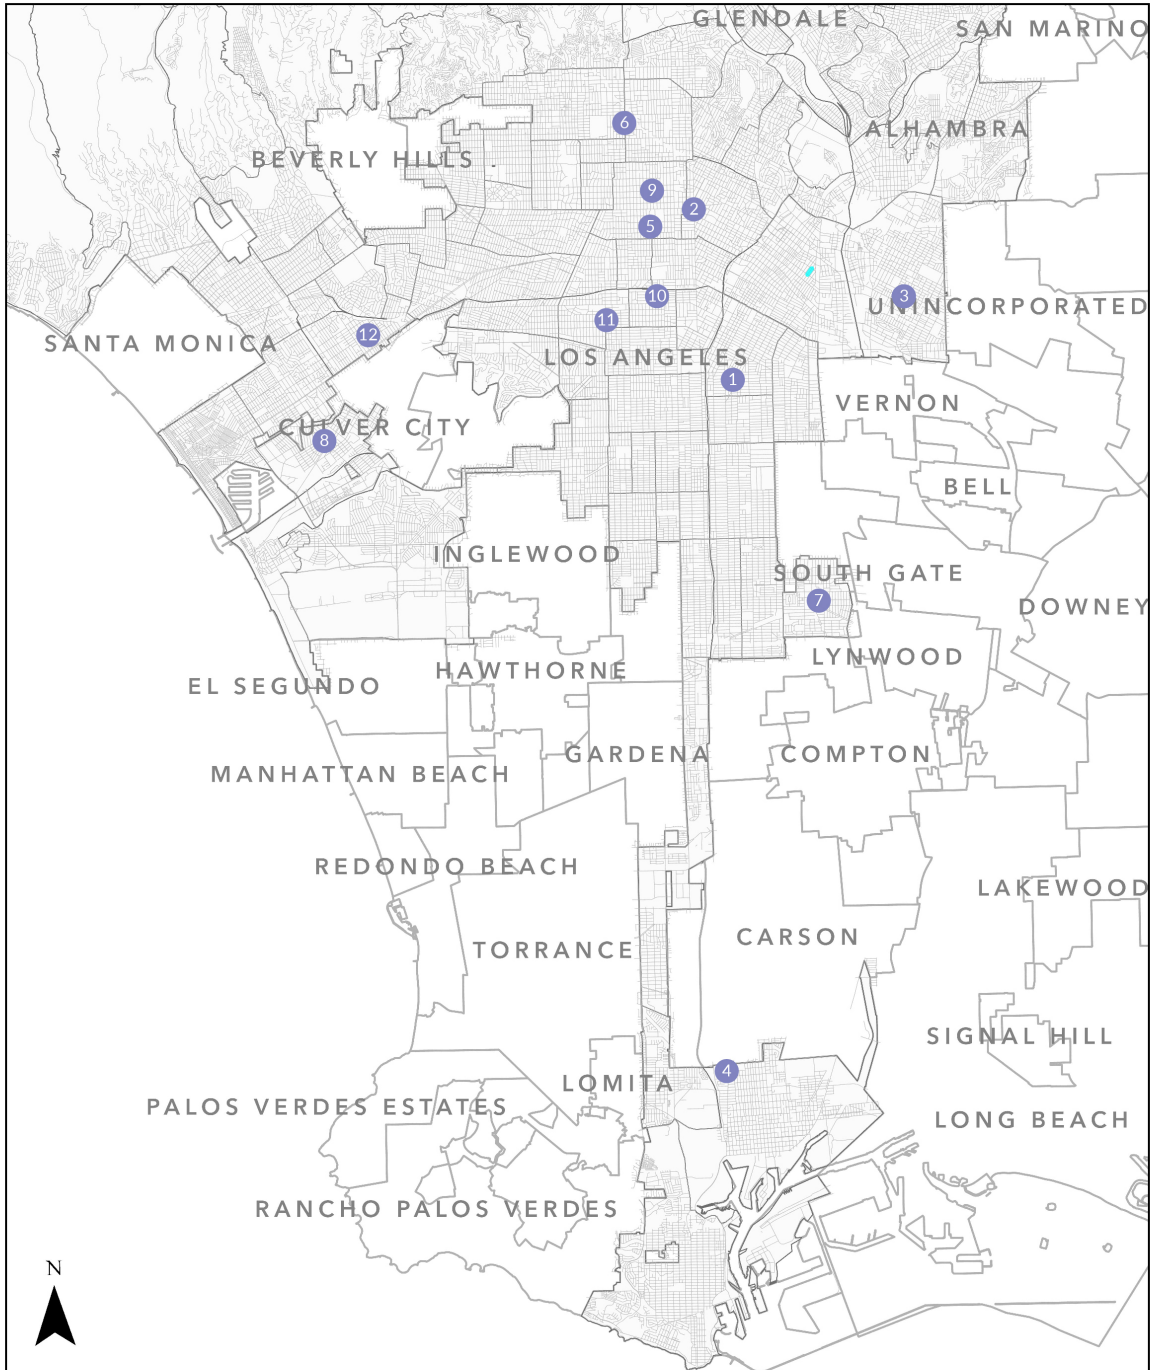 GLENDALE
SAN MARINO
6
ALHAMBRA
BEVERLY HILLS
9
2
5
10
3
UNINCORPORATED
11
12
SANTA MONICA
LOS ANGELES
1
VERNON
CULVER CITY
8
BELL
INGLEWOOD
SOUTH GATE
7
DOWNEY
LYNWOOD
HAWTHORNE
EL SEGUNDO
GARDENA
COMPTON
MANHATTAN BEACH
REDONDO BEACH
LAKEWOOD
CARSON
TORRANCE
SIGNAL HILL
4
LOMITA
PALOS VERDES ESTATES
LONG BEACH
RANCHO PALOS VERDES
N